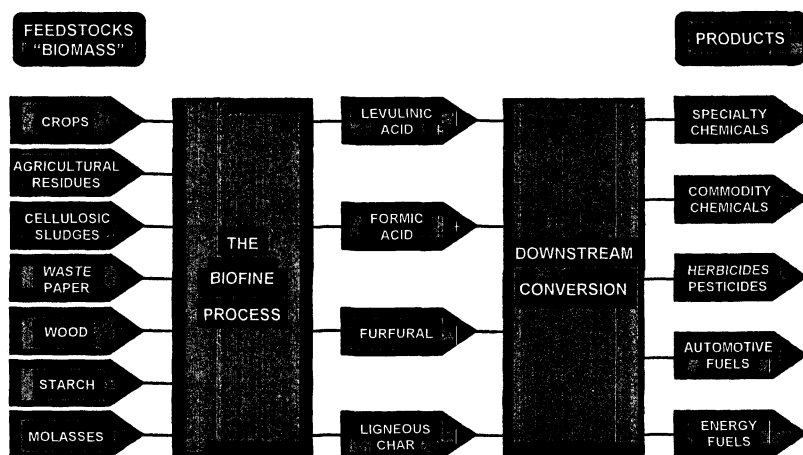 FEEDSTOCKS
"BIOMASS"
PRODUCTS
CROPS
AGRICULTURAL
RESIDUES
CELLULOSIC
SLUDGES
WASTE
PAPER
WOOD
STARCH
MOLASSES
THE
BIOFINE
PROCESS
LEVULINIC
ACID
FORMIC
ACID
FURFURAL
LIGNEOUS
CHAR
DOWNSTREAM
CONVERSION
SPECIALTY
CHEMICALS
COMMODITY
CHEMICALS
HERBICIDES
PESTICIDES
AUTOMOTIVE
FUELS
ENERGY
FUELS